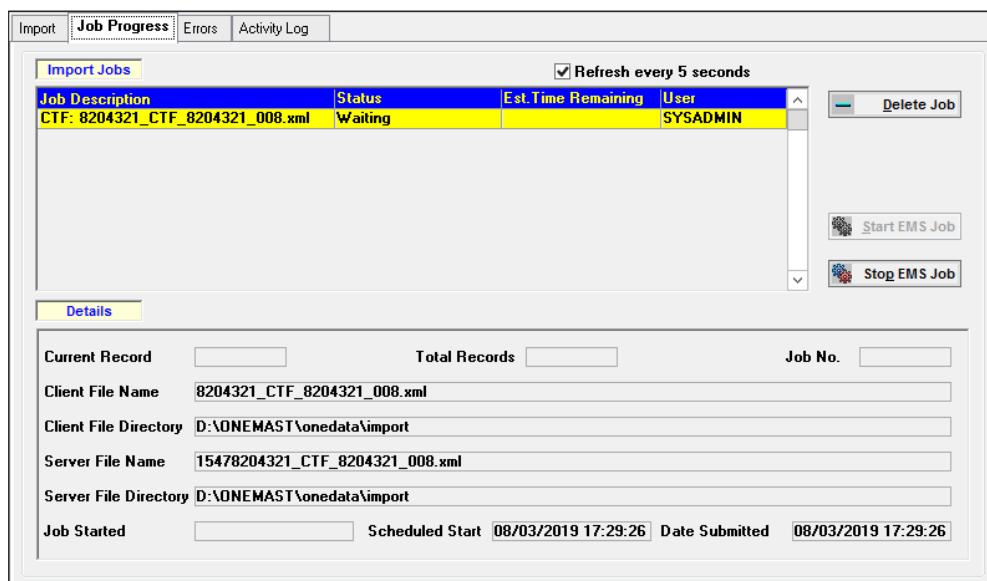 Import Job Progress Errors Activity Log
Import Jobs Refresh every 5 seconds
Job Description Status Est.Time Remaining User
CTF: 8204321_CTF_8204321_008.xml Waiting SYSADMIN
Delete Job
Start EMS Job
Stop EMS Job
Details
Current Record Total Records Job No.
Client File Name 8204321_CTF_8204321_008.xml
Client File Directory D:\ONEMAST\onedata\import
Server File Name 15478204321_CTF_8204321_008.xml
Server File Directory D:\ONEMAST\onedata\import
Job Started Scheduled Start 08/03/2019 17:29:26 Date Submitted 08/03/2019 17:29:26